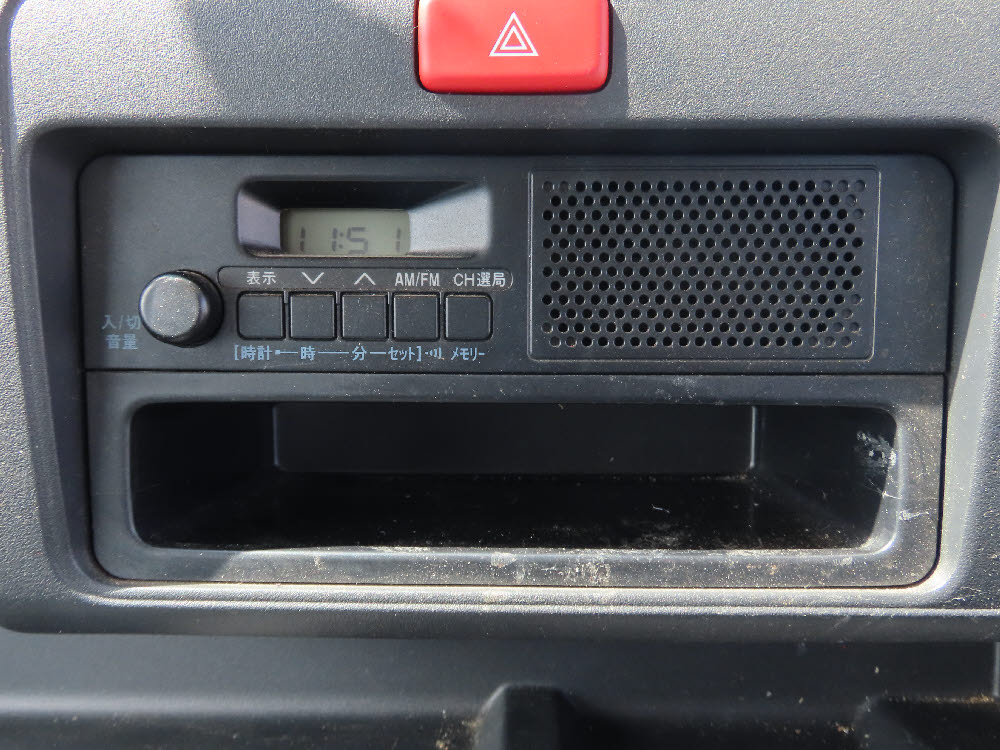 11:51
表示 AM/FM CH選局
入/切
音量
[時計 時 分 セット] メモリー